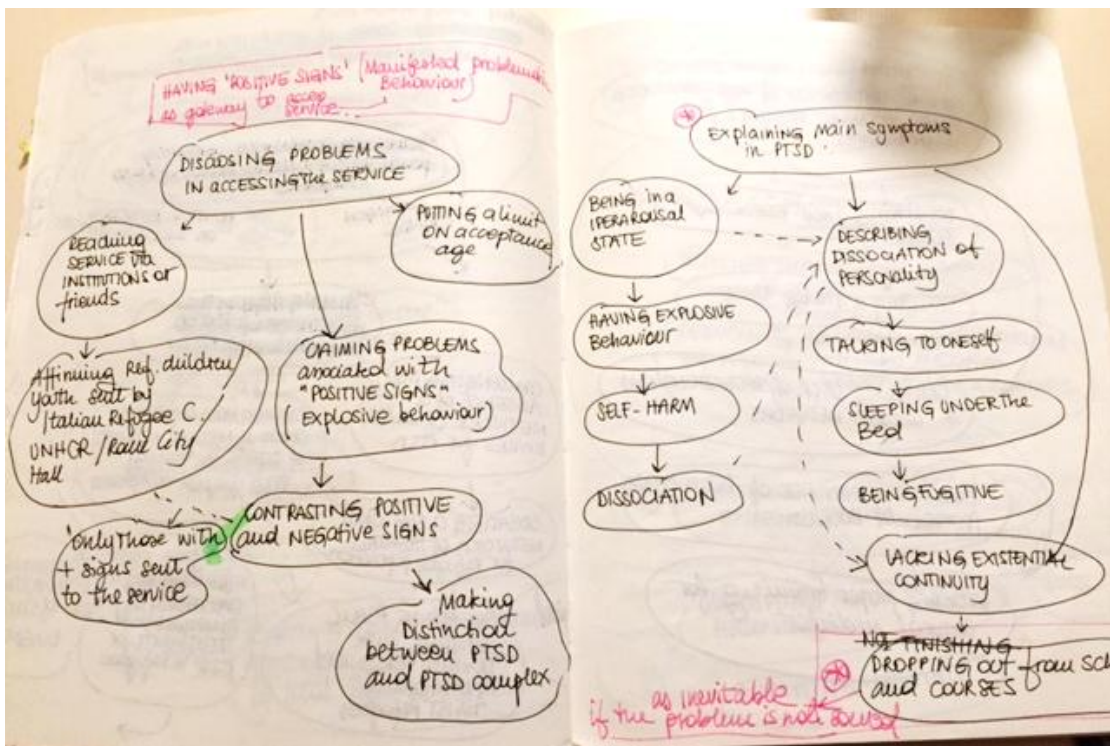 HAVING 'POSITIVE SIGNS' (Manifested
Behaviour)
as gateway to
service
DISCLOSING PROBLEMS
IN ACCESSING the SERVICE
PUTTING a limit
ON acceptance
age
REACHING
SERVICE via
INSTITUTIONS or
friends
Affirming Ref. children
youth sent by
Italian Refugee C.
UNHCR / Rome City
Hall
CLAIMING PROBLEMS
associated with
"POSITIVE SIGNS"
(explosive behaviour)
'only those with
+ signs sent
to the service
CONTRASTING POSITIVE
and NEGATIVE SIGNS
Making
Distinction
between PTSD
and PTSD complex
Explaining Main Symptoms
in PTSD.
BEING in a
IPERAROUSAL
STATE
HAVING EXPLOSIVE
Behaviour
SELF-HARM
DISSOCIATION
DESCRIBING
DISSOCIATION of
PERSONALITY
TALKING TO ONESElf
SLEEPING UNDER the
Bed
BEING FUGITIVE
LACKING EXISTENTIAL
CONTINUITY
NOT FINISHING
DROPPING OUT from SC
and COURSES
as inevitable
if the problem is not solved